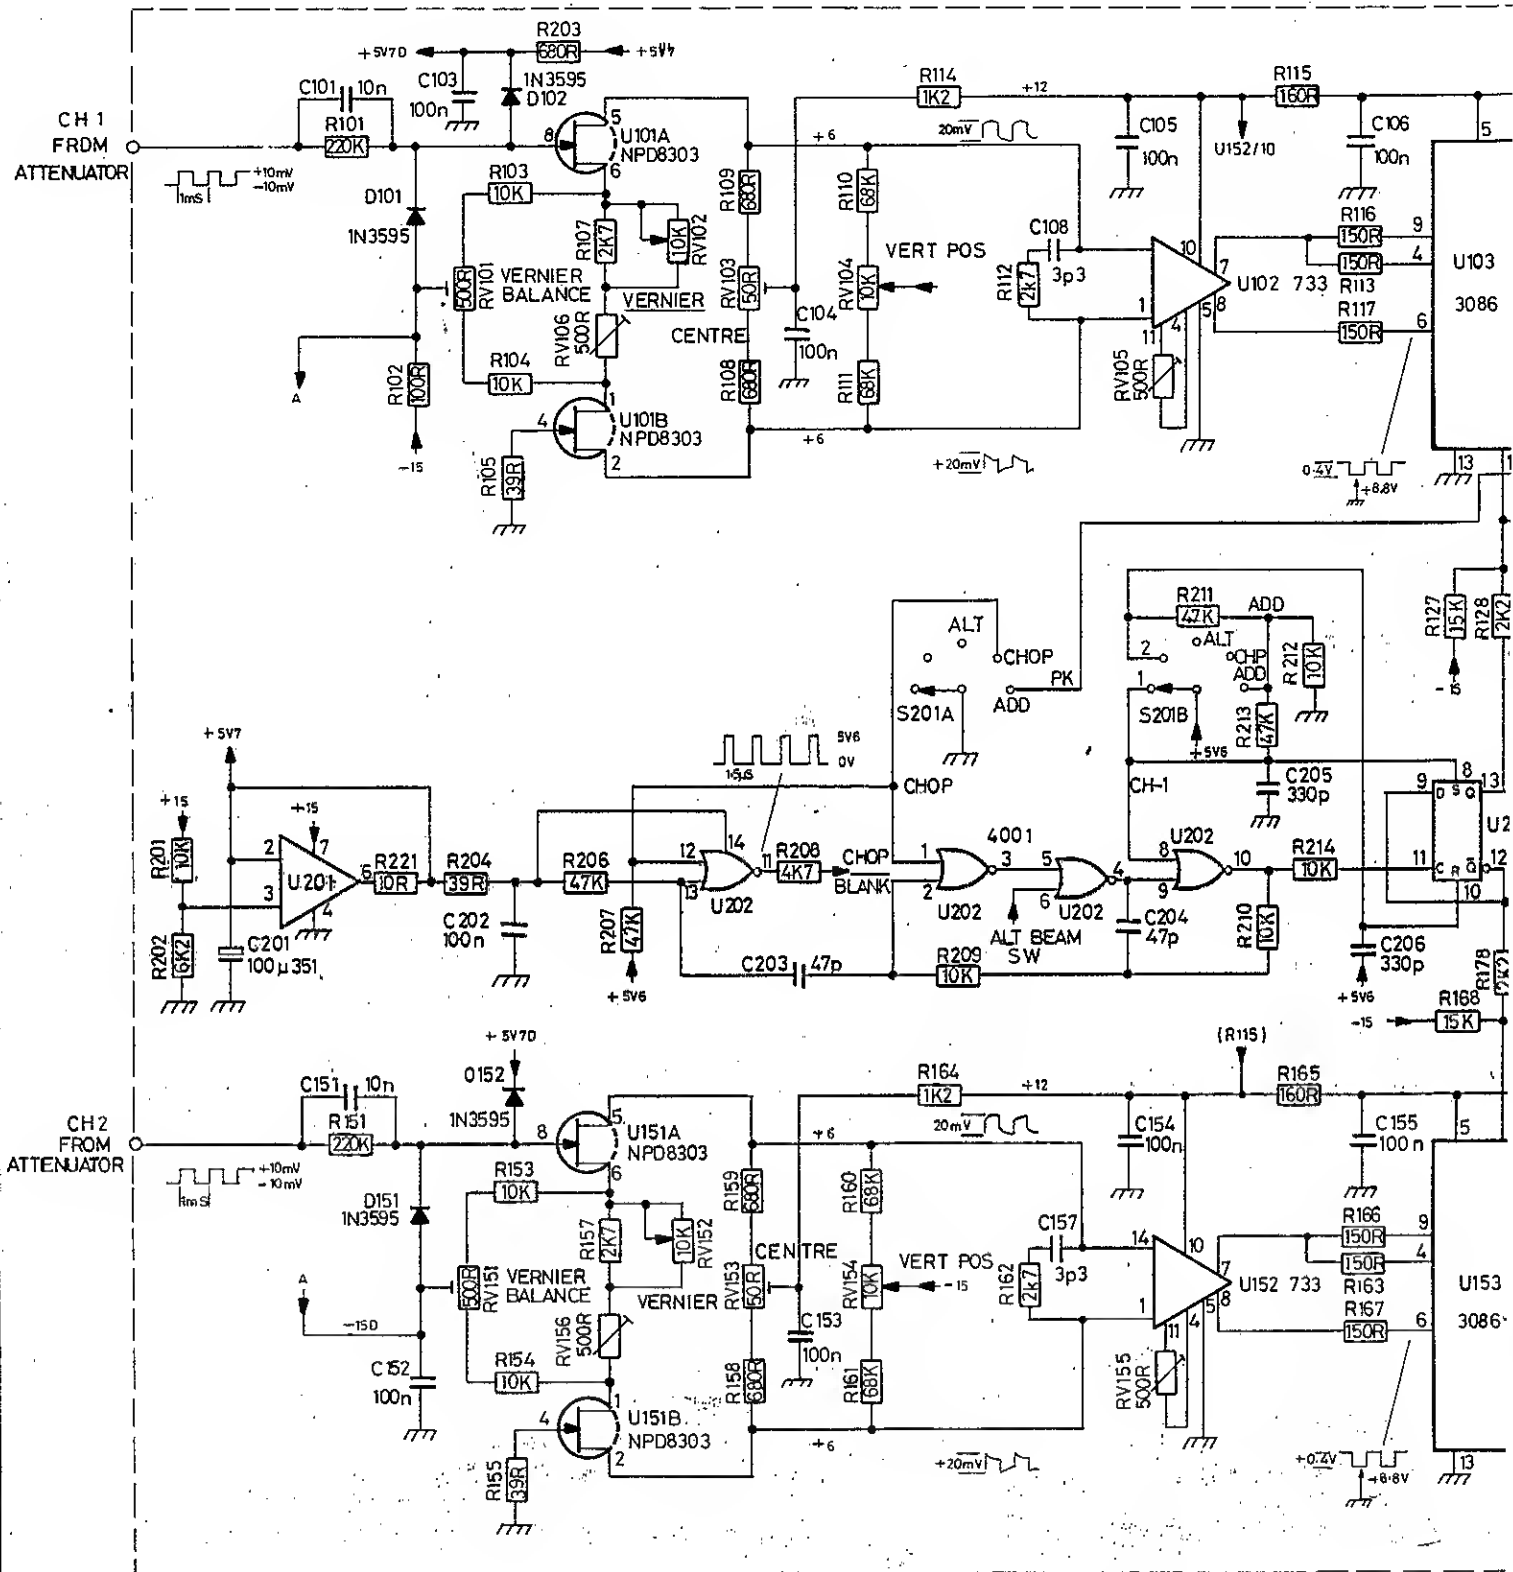 R203
680R
+5V7D
C103
100n
1N3595
D102
C101 10n
R101
220K
CH 1
FROM
ATTENUATOR
+10mV
-10mV
1mS
8
5
U101A
NPD8303
6
D101
1N3595
R103
10K
R107
2K7
10K
RV102
500R
RV101
VERNIER
BALANCE
VERNIER
RV106
500R
R104
10K
A
R102
100R
-15
1
4
U101B
NPD8303
2
R105
39R
R109
680R
RV103
50R
CENTRE
R108
680R
C104
100n
R114
1K2
+12
20mV
+6
R110
68K
VERT POS
RV104
10K
R111
68K
+6
+20mV
C105
100n
U152/10
R115
160R
C106
100n
C108
3p3
R112
2k7
10
1
11
4
5
7
8
U102 733
RV105
500R
R116
150R
9
150R
4
R113
R117
150R
6
5
U103
3086
13
0.4V
+8.8V
R127
15K
-15
R128
2K2
ALT
CHOP
S201A
ADD
PK
R211
47K
ADD
2
ALT
CHP
ADD
R212
10K
1
S201B
+5V6
R213
47K
+5V7
+15
R201
10K
+15
2
7
3
U201
6
4
R221
10R
R204
39R
R202
6K2
C201
100µ351
C202
100n
R206
47K
12
14
13
11
U202
R207
47K
+5V6
5V6
0V
1.5µS
R208
4K7
CHOP
BLANK
CHOP
C203 47p
4001
1
2
3
U202
5
6
4
U202
ALT BEAM
SW
R209
10K
C204
47p
CH-1
C205
330p
U202
8
9
10
R210
10K
R214
10K
9
D
S
Q
8
13
11
C
R
Q
12
10
C206
330p
+5V6
R178
2K2
R168
15K
-15
+5V7D
1N3595
C151 10n
R151
220K
CH2
FROM
ATTENUATOR
+10mV
-10mV
8
5
U151A
NPD8303
6
D151
1N3595
R153
10K
R157
2K7
10K
RV152
500R
RV151
VERNIER
BALANCE
VERNIER
RV156
500R
A
-15D
C152
100n
R154
10K
1
4
U151B
NPD8303
2
R155
39R
R159
680R
CENTRE
RV153
50R
R158
680R
C153
100n
R164
1K2
+12
20mV
+6
R160
68K
VERT POS
RV154
10K
-15
R161
68K
+6
+20mV
(R115)
C154
100n
R165
160R
C155
100n
C157
3p3
R162
2k7
14
10
1
11
4
5
7
8
U152 733
RV155
500R
R166
150R
9
150R
4
R163
R167
150R
6
5
U153
3086
13
+0.4V
+8.8V